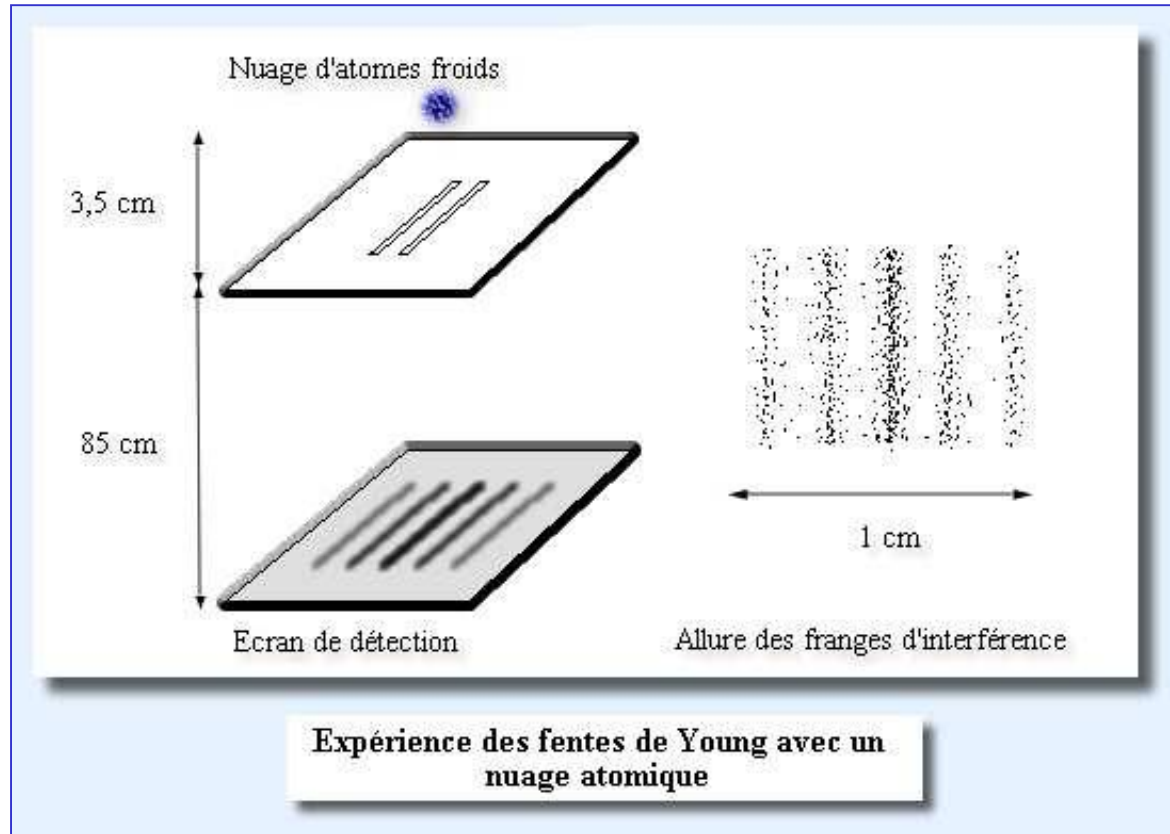 Nuage d'atomes froids
3,5 cm
85 cm
1 cm
Ecran de détection
Allure des franges d'interférence
Expérience des fentes de Young avec un
nuage atomique